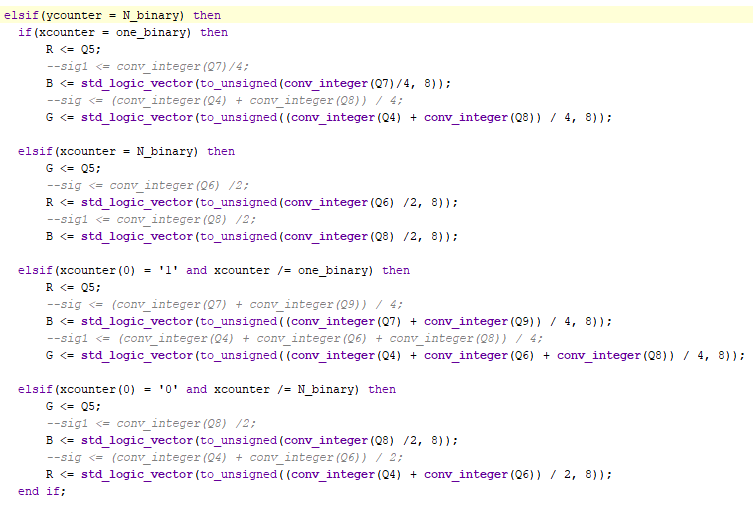 elsif(ycounter = N_binary) then
if(xcounter = one_binary) then
R <= Q5;
--sig1 <= conv_integer(Q7)/4;
B <= std_logic_vector(to_unsigned(conv_integer(Q7)/4, 8));
--sig <= (conv_integer(Q4) + conv_integer(Q8)) / 4;
G <= std_logic_vector(to_unsigned((conv_integer(Q4) + conv_integer(Q8)) / 4, 8));
elsif(xcounter = N_binary) then
G <= Q5;
--sig <= conv_integer(Q6) /2;
R <= std_logic_vector(to_unsigned(conv_integer(Q6) /2, 8));
--sig1 <= conv_integer(Q8) /2;
B <= std_logic_vector(to_unsigned(conv_integer(Q8) /2, 8));
elsif(xcounter(0) = '1' and xcounter /= one_binary) then
R <= Q5;
--sig <= (conv_integer(Q7) + conv_integer(Q9)) / 4;
B <= std_logic_vector(to_unsigned((conv_integer(Q7) + conv_integer(Q9)) / 4, 8));
--sig1 <= (conv_integer(Q4) + conv_integer(Q6) + conv_integer(Q8)) / 4;
G <= std_logic_vector(to_unsigned((conv_integer(Q4) + conv_integer(Q6) + conv_integer(Q8)) / 4, 8));
elsif(xcounter(0) = '0' and xcounter /= N_binary) then
G <= Q5;
--sig1 <= conv_integer(Q8) /2;
B <= std_logic_vector(to_unsigned(conv_integer(Q8) /2, 8));
--sig <= (conv_integer(Q4) + conv_integer(Q6)) / 2;
R <= std_logic_vector(to_unsigned((conv_integer(Q4) + conv_integer(Q6)) / 2, 8));
end if;